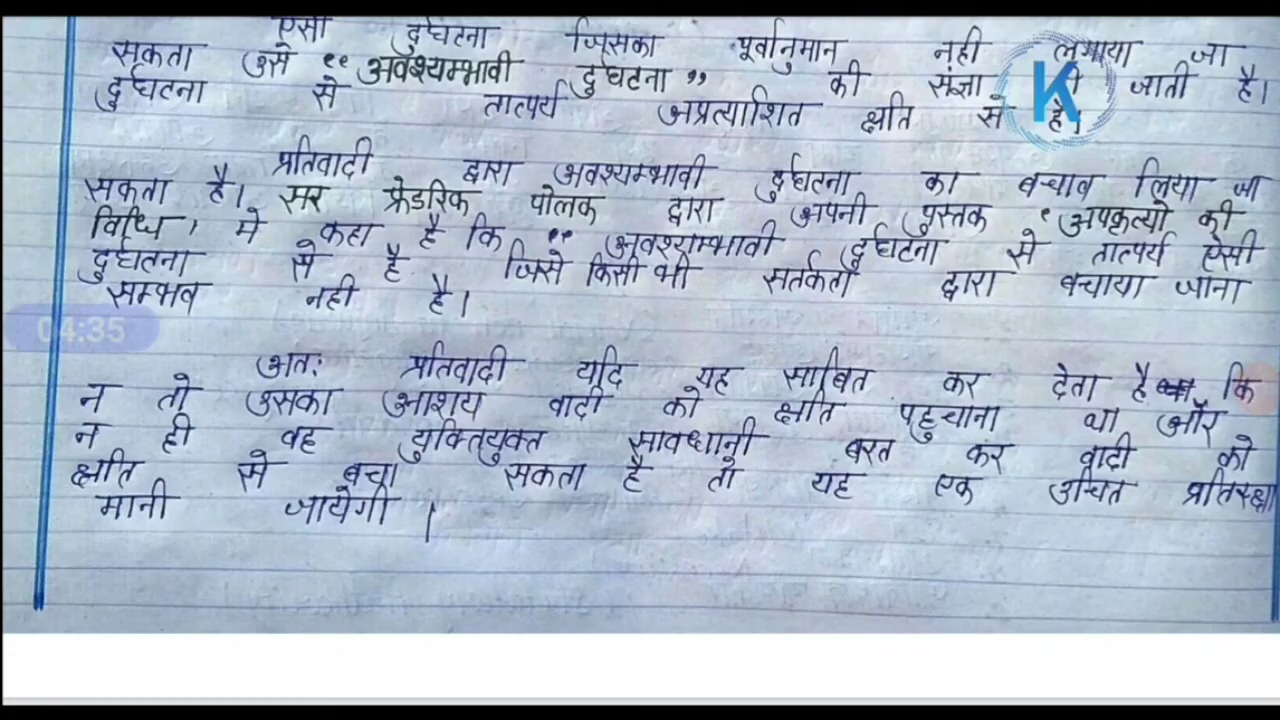 ऐसी दुर्घटना जिसका पूर्वानुमान नही लगाया जा
सकता उसे "अवश्यम्भावी दुर्घटना" की संज्ञा दी जाती है।
दुर्घटना से तात्पर्य अप्रत्याशित क्षति से है।
K
प्रतिवादी द्वारा अवश्यम्भावी दुर्घटना का बचाव लिया जा
सकता है। सर फ्रेडरिक पोलक द्वारा अपनी पुस्तक 'अपकृत्यो की
विधि' मे कहा है कि "अवश्यम्भावी दुर्घटना से तात्पर्य ऐसी
दुर्घटना से है जिसे किसी भी सतर्कता द्वारा बचाया जाना
सम्भव नही है।
04:35
अतः प्रतिवादी यदि यह साबित कर देता है कि
न तो उसका आशय वादी को क्षति पहुचाना था और
न ही वह युक्तियुक्त सावधानी बरत कर वादी को
क्षति से बचा सकता है तो यह एक उचित प्रतिरक्षा
मानी जायेगी।